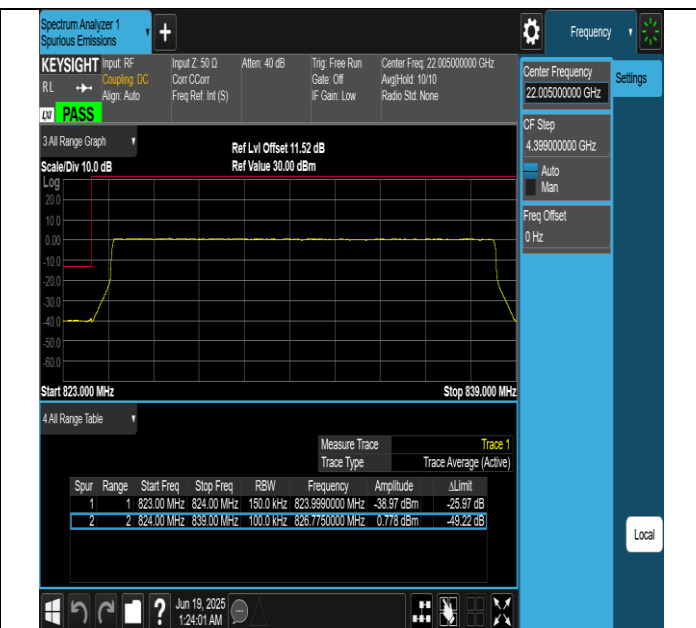 Spectrum Analyzer 1
Spurious Emissions
Frequency
KEYSIGHT
RL
LXI
PASS
Input: RF
Coupling: DC
Align: Auto
Input Z: 50 Ω
Corr CCorr
Freq Ref: Int (S)
Atten: 40 dB
Trig: Free Run
Gate: Off
IF Gain: Low
Center Freq: 22.005000000 GHz
Avg|Hold: 10/10
Radio Std: None
Center Frequency
22.005000000 GHz
Settings
CF Step
4.399000000 GHz
Auto
Man
Freq Offset
0 Hz
3 All Range Graph
Scale/Div 10.0 dB
Ref Lvl Offset 11.52 dB
Ref Value 30.00 dBm
Log
20.0
10.0
0.00
-10.0
-20.0
-30.0
-40.0
-50.0
-60.0
Start 823.000 MHz
Stop 839.000 MHz
4 All Range Table
Measure Trace Trace 1
Trace Type Trace Average (Active)
Spur Range Start Freq Stop Freq RBW Frequency Amplitude ΔLimit
1 1 823.00 MHz 824.00 MHz 150.0 kHz 823.9990000 MHz -38.97 dBm -25.97 dB
2 2 824.00 MHz 839.00 MHz 100.0 kHz 826.7750000 MHz 0.778 dBm -49.22 dB
Local
?
Jun 19, 2025
1:24:01 AM